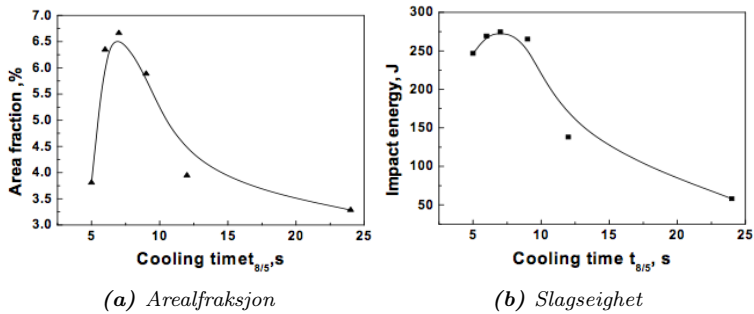 7.0
6.5
6.0
5.5
5.0
4.5
4.0
3.5
3.0
Area fraction ,%
5 10 15 20 25
Cooling timet8/5,s
(a) Arealfraksjon
300
250
200
150
100
50
Impact energy, J
5 10 15 20 25
Cooling time t8/5, s
(b) Slagseighet